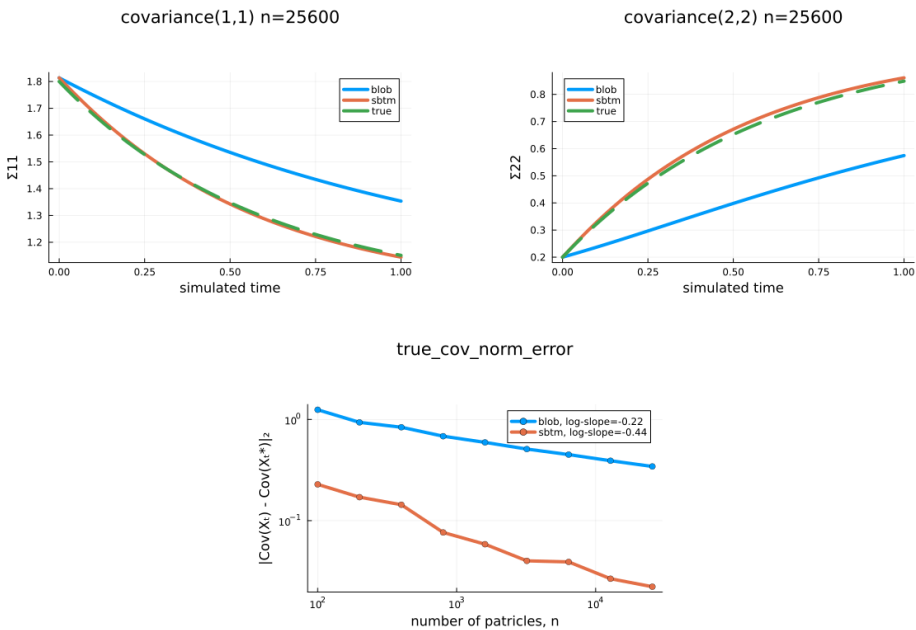 covariance(1,1) n=25600
covariance(2,2) n=25600
Σ11
1.8
1.7
1.6
1.5
1.4
1.3
1.2
blob
sbtm
true
0.00
0.25
0.50
0.75
1.00
simulated time
Σ22
0.8
0.7
0.6
0.5
0.4
0.3
0.2
blob
sbtm
true
0.00
0.25
0.50
0.75
1.00
simulated time
true_cov_norm_error
|Cov(Xₜ) - Cov(Xₜ*)|₂
10⁰
10⁻¹
blob, log-slope=-0.22
sbtm, log-slope=-0.44
10²
10³
10⁴
number of patricles, n